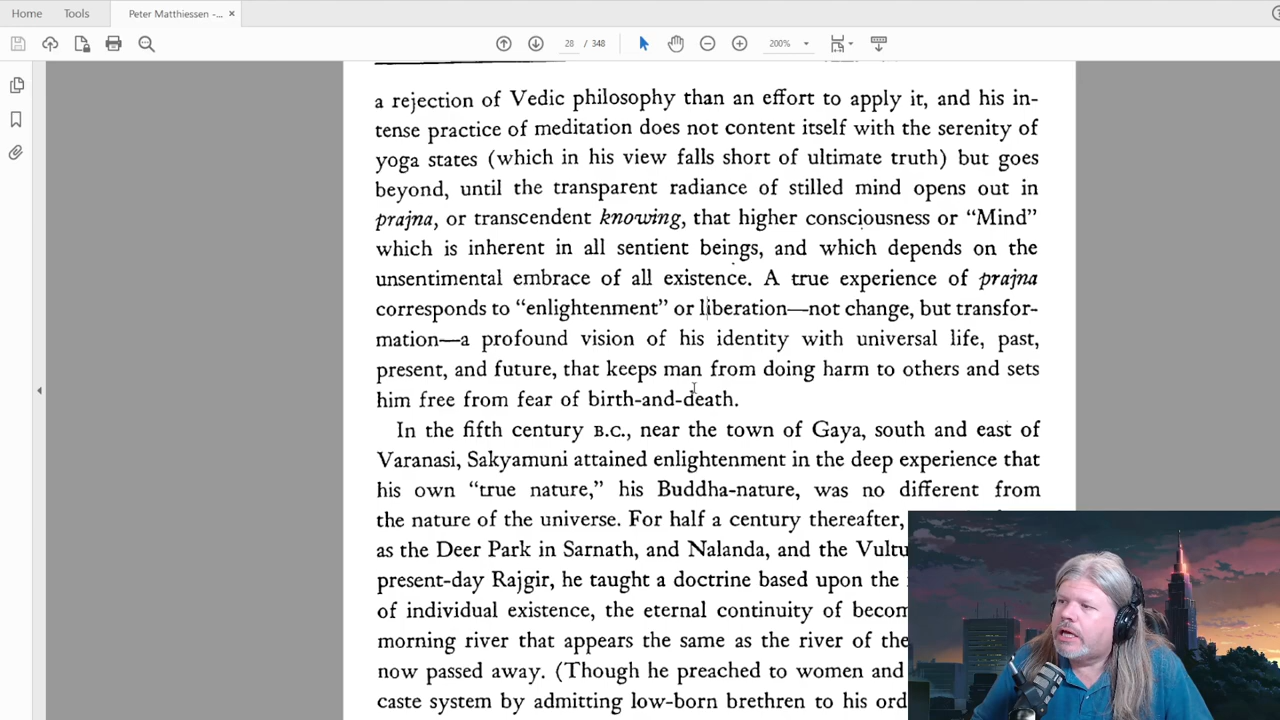 Home
Tools
Peter Matthiessen -... ×
28 / 348
200%
a rejection of Vedic philosophy than an effort to apply it, and his in-
tense practice of meditation does not content itself with the serenity of
yoga states (which in his view falls short of ultimate truth) but goes
beyond, until the transparent radiance of stilled mind opens out in
prajna, or transcendent knowing, that higher consciousness or “Mind”
which is inherent in all sentient beings, and which depends on the
unsentimental embrace of all existence. A true experience of prajna
corresponds to “enlightenment” or liberation—not change, but transfor-
mation—a profound vision of his identity with universal life, past,
present, and future, that keeps man from doing harm to others and sets
him free from fear of birth-and-death.
In the fifth century B.C., near the town of Gaya, south and east of
Varanasi, Sakyamuni attained enlightenment in the deep experience that
his own “true nature,” his Buddha-nature, was no different from
the nature of the universe. For half a century thereafter,
as the Deer Park in Sarnath, and Nalanda, and the Vultu
present-day Rajgir, he taught a doctrine based upon the
of individual existence, the eternal continuity of becom
morning river that appears the same as the river of the
now passed away. (Though he preached to women and
caste system by admitting low-born brethren to his ord